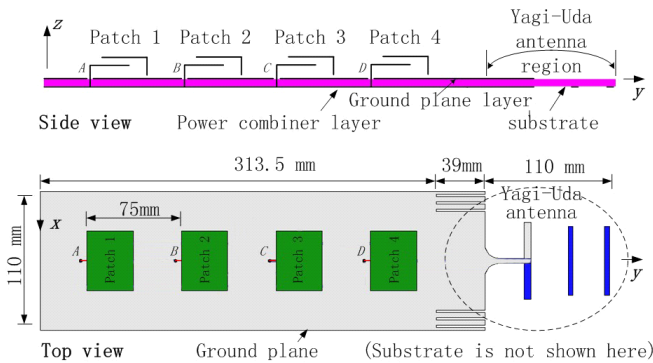 z
Patch 1 Patch 2 Patch 3 Patch 4
Yagi-Uda
antenna
region
A B C D
y
Ground plane layer
Side view
Power combiner layer
substrate
313.5 mm
39mm
110 mm
Yagi-Uda
antenna
x
75mm
110 mm
A B C D
Patch 1 Patch 2 Patch 3 Patch 4
y
Top view
Ground plane
(Substrate is not shown here)